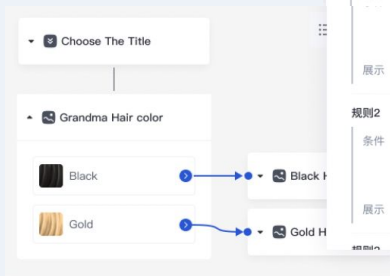 Choose The Title
展示
规则2
Grandma Hair color
条件
Black
Black H
展示
Gold
Gold H